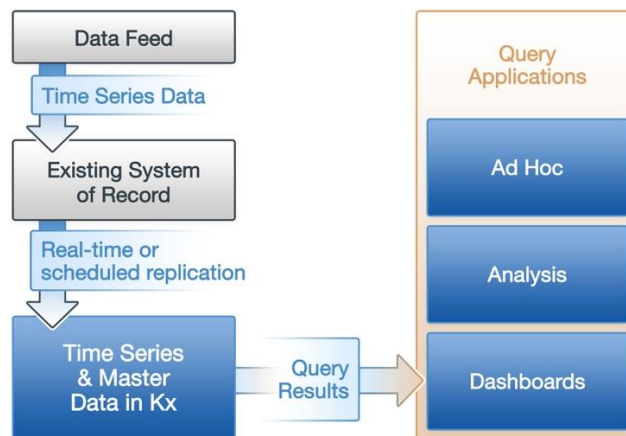 Data Feed
Time Series Data
Existing System
of Record
Real-time or
scheduled replication
Time Series
& Master
Data in Kx
Query
Results
Query
Applications
Ad Hoc
Analysis
Dashboards